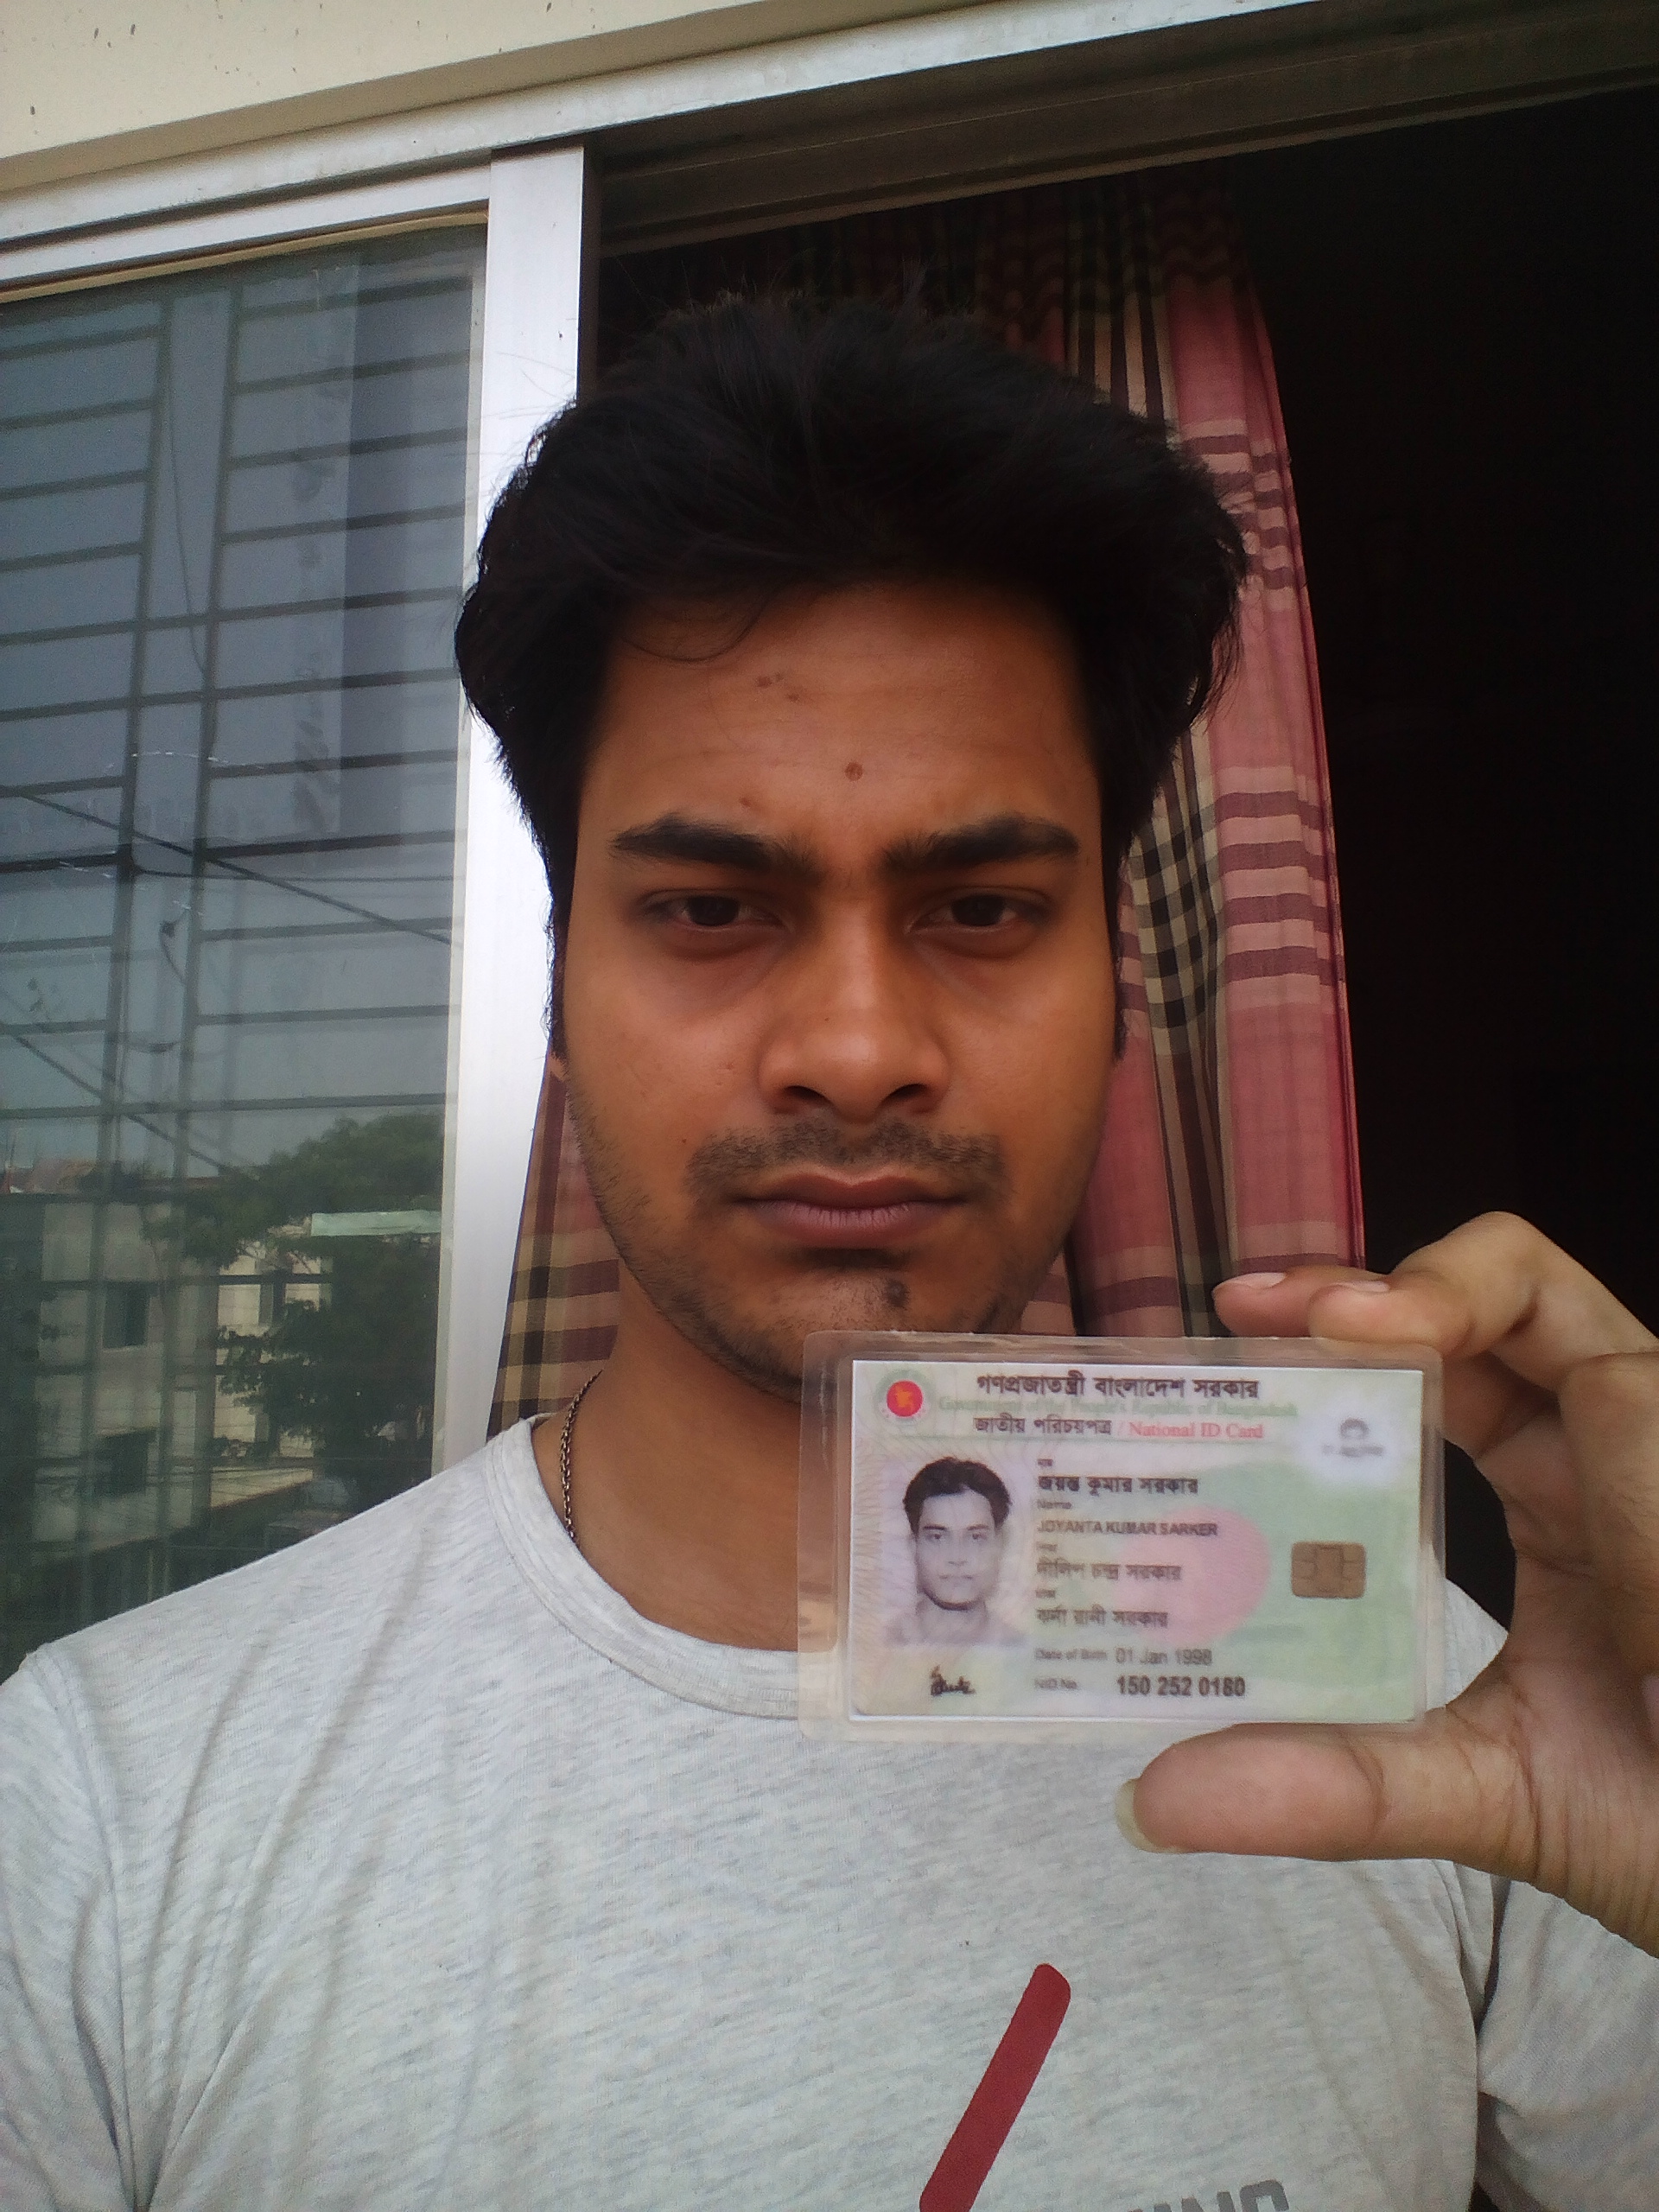 গণপ্রজাতন্ত্রী বাংলাদেশ সরকার
Government of the People's Republic of Bangladesh
জাতীয় পরিচয়পত্র / National ID Card
নাম
জয়ন্ত কুমার সরকার
Name
JOYANTA KUMAR SARKER
পিতা
দীলিপ চন্দ্র সরকার
মাতা
ঝর্না রানী সরকার
Date of Birth 01 Jan 1998
NID No. 150 252 0180